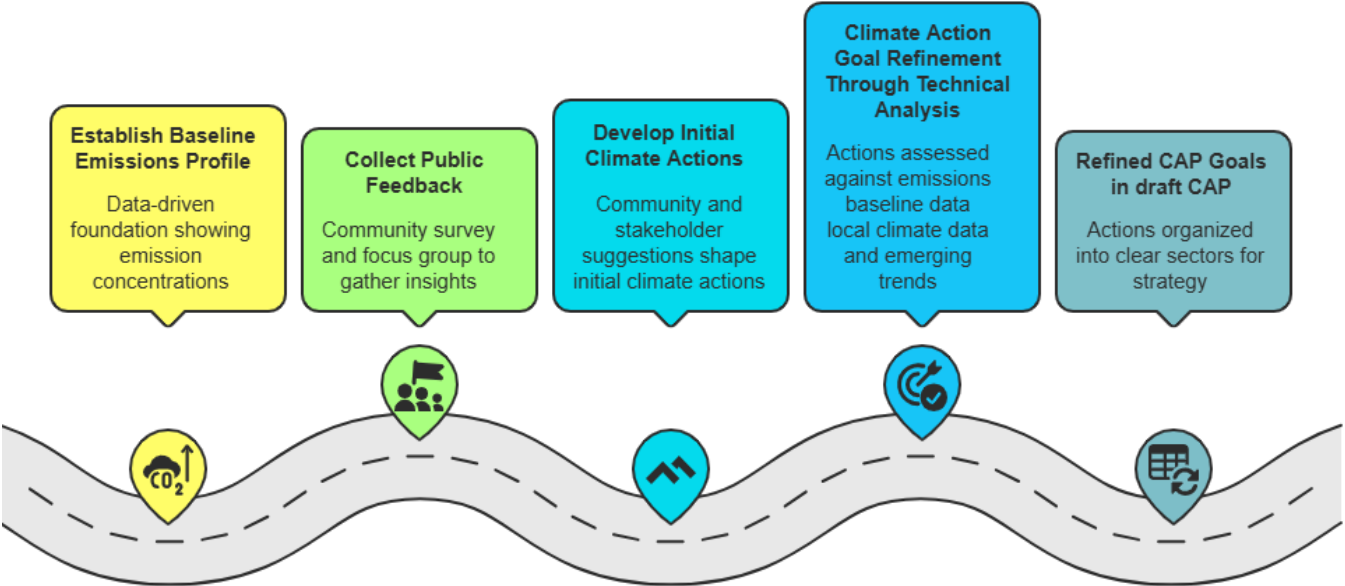 Establish Baseline
Emissions Profile
Data-driven
foundation showing
emission
concentrations
Collect Public
Feedback
Community survey
and focus group to
gather insights
Develop Initial
Climate Actions
Community and
stakeholder
suggestions shape
initial climate actions
Climate Action
Goal Refinement
Through Technical
Analysis
Actions assessed
against emissions
baseline data
local climate data
and emerging
trends
Refined CAP Goals
in draft CAP
Actions organized
into clear sectors for
strategy
CO2